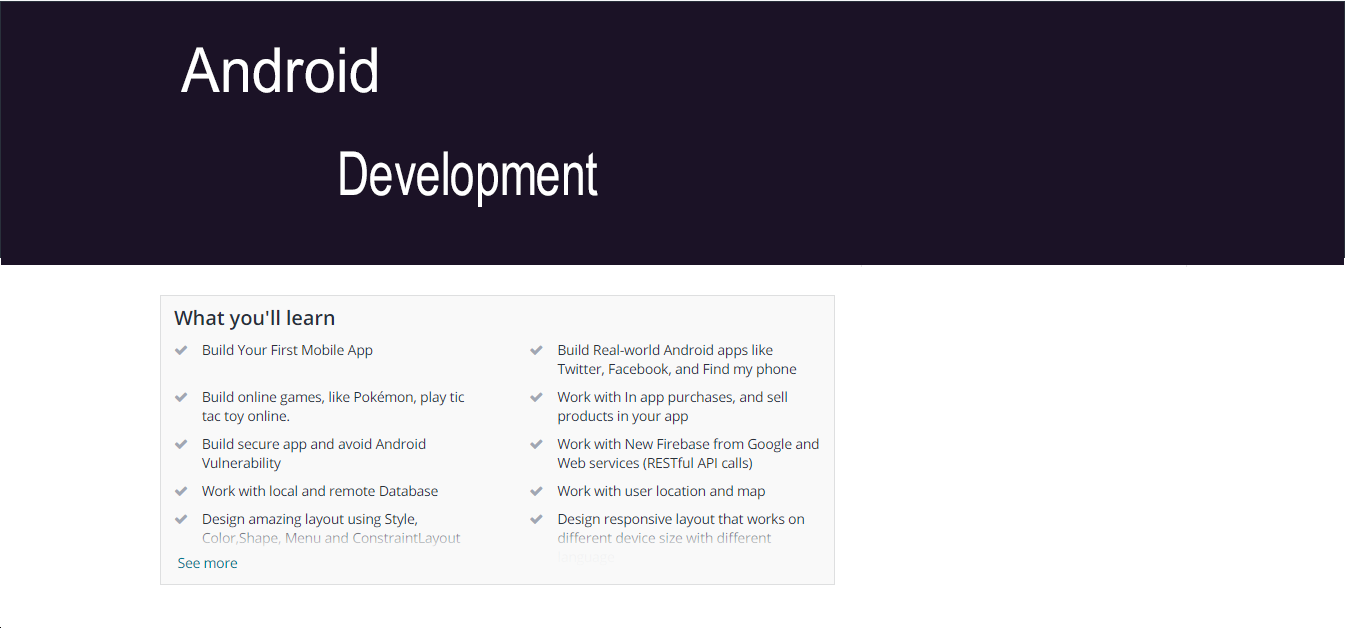 Android
Development
What you'll learn
Build Your First Mobile App
Build Real-world Android apps like
Twitter, Facebook, and Find my phone
Build online games, like Pokémon, play tic
tac toy online.
Work with In app purchases, and sell
products in your app
Build secure app and avoid Android
Vulnerability
Work with New Firebase from Google and
Web services (RESTful API calls)
Work with local and remote Database
Work with user location and map
Design amazing layout using Style,
Color,Shape, Menu and ConstraintLayout
Design responsive layout that works on
different device size with different
See more